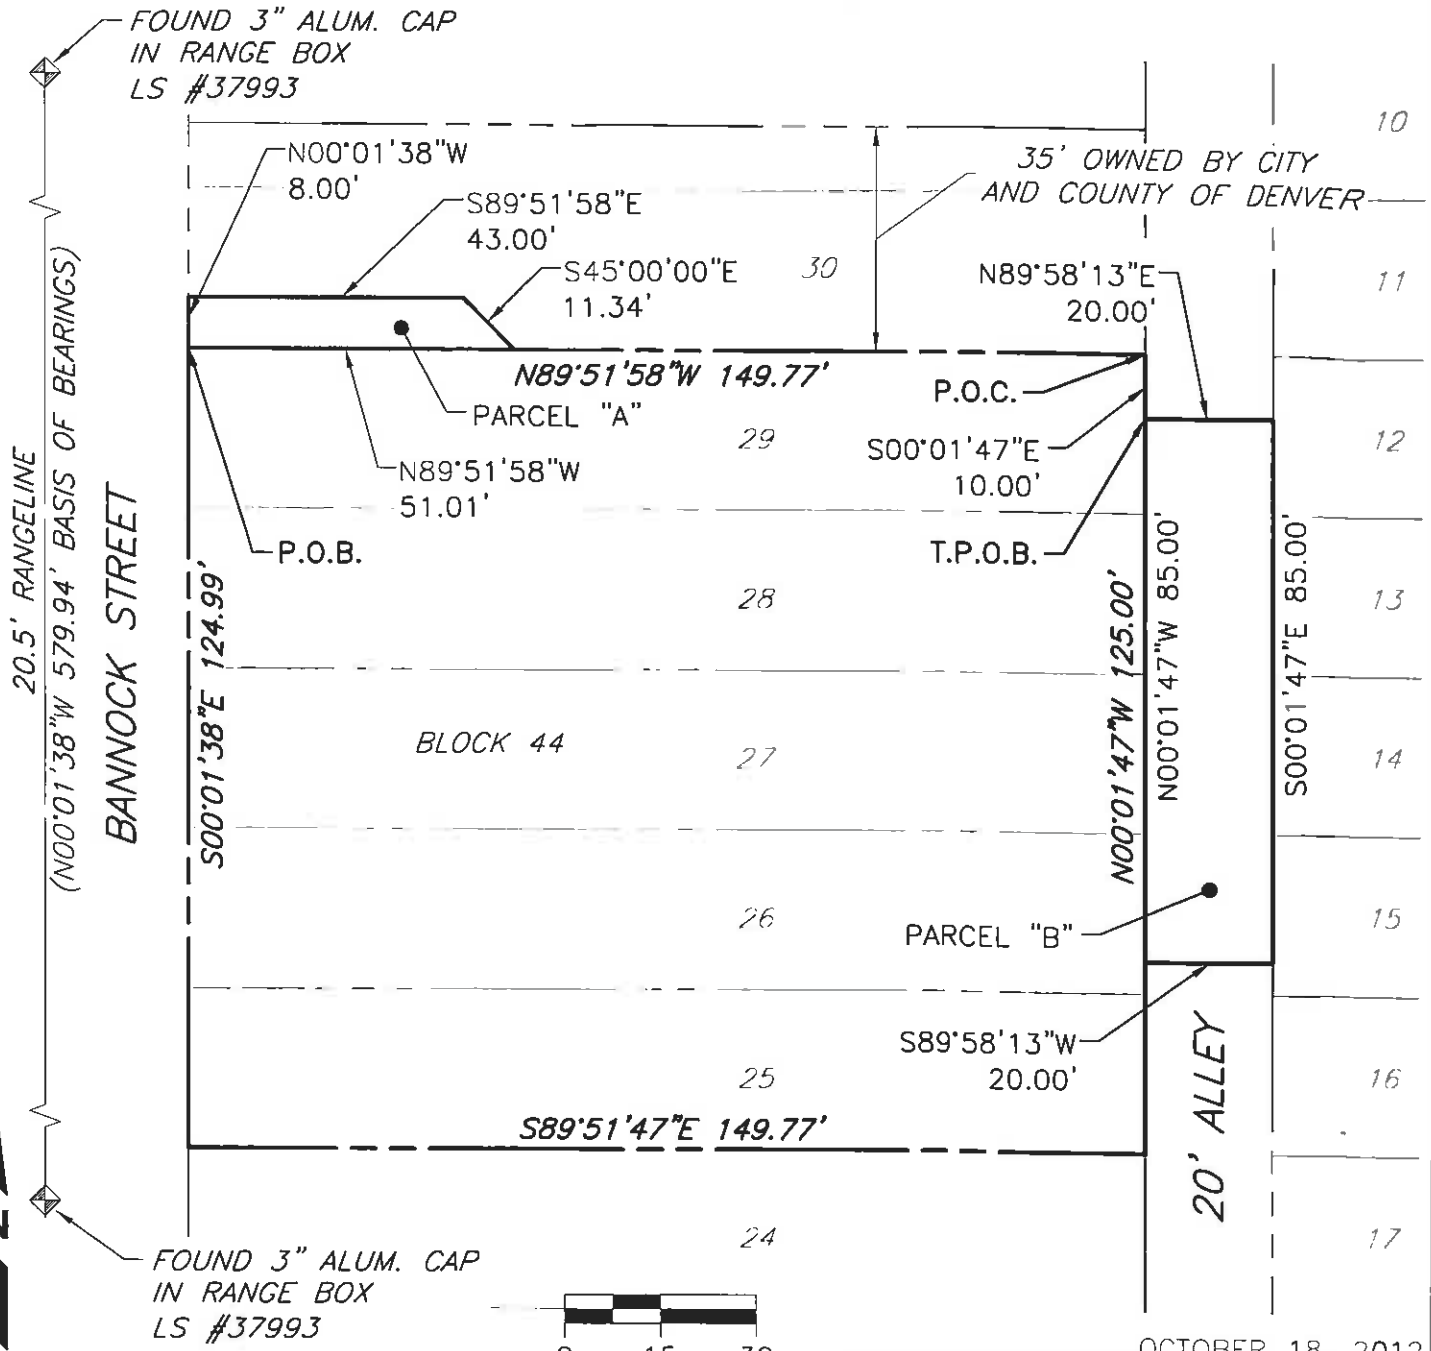 FOUND 3" ALUM. CAP
IN RANGE BOX
LS #37993
N00°01'38"W
8.00'
S89°51'58"E
43.00'
S45°00'00"E
11.34'
30
35' OWNED BY CITY
AND COUNTY OF DENVER
10
11
N89°58'13"E
20.00'
N89°51'58"W 149.77'
P.O.C.
PARCEL "A"
29
S00°01'47"E
10.00'
12
N89°51'58"W
51.01'
P.O.B.
T.P.O.B.
20.5' RANGELINE
(N00°01'38"W 579.94' BASIS OF BEARINGS)
BANNOCK STREET
S00°01'38"E 124.99'
28
N00°01'47"W 125.00'
N00°01'47"W 85.00'
S00°01'47"E 85.00'
13
BLOCK 44
27
14
26
PARCEL "B"
15
S89°58'13"W
20.00'
25
16
S89°51'47"E 149.77'
20' ALLEY
24
17
FOUND 3" ALUM. CAP
IN RANGE BOX
LS #37993
0 15 30
OCTOBER 18, 2012